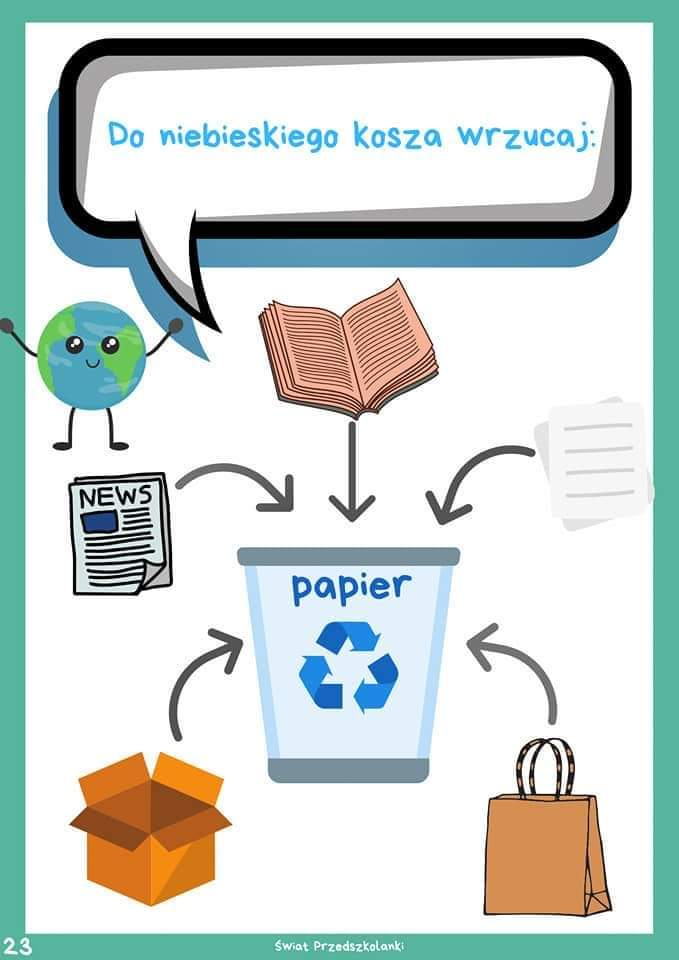 Do niebieskiego kosza wrzucaj:
NEWS
papier
23
Świat Przedszkolanki